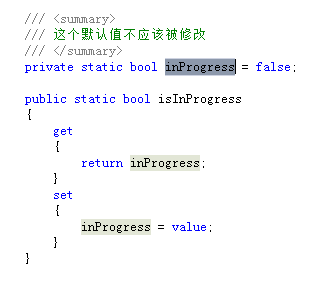 /// <summary>
/// 这个默认值不应该被修改
/// </summary>
private static bool inProgress = false;
public static bool isInProgress
{
get
{
return inProgress;
}
set
{
inProgress = value;
}
}